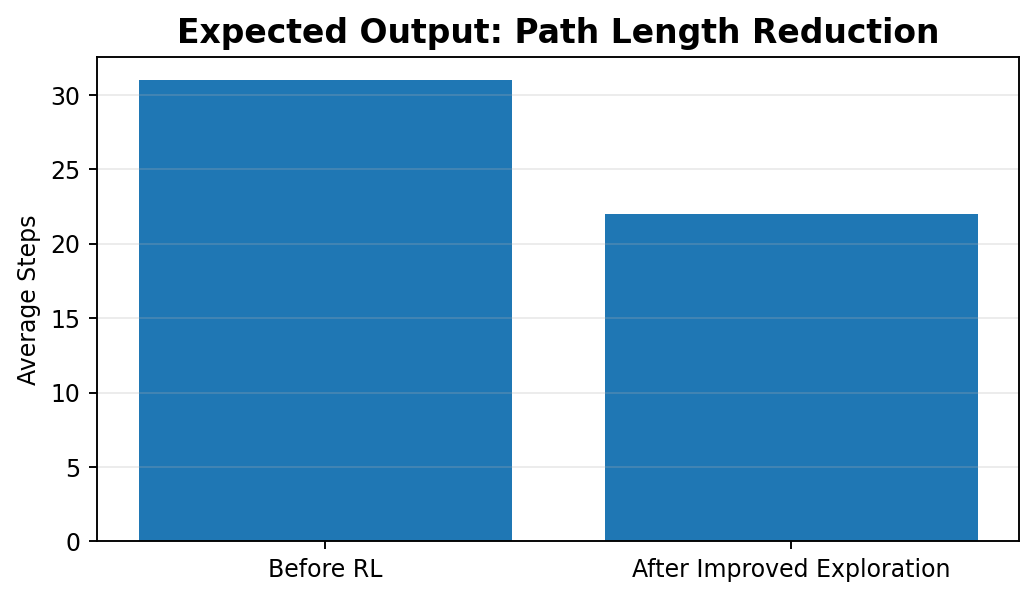 Expected Output: Path Length Reduction
Average Steps
30
25
20
15
10
5
0
Before RL
After Improved Exploration